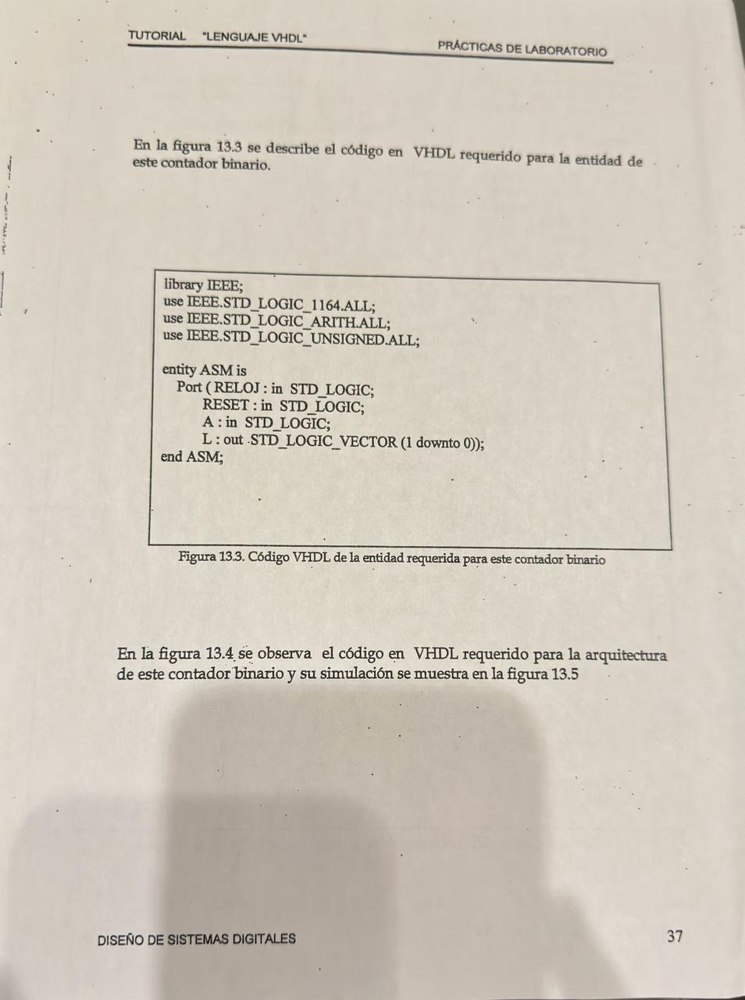 TUTORIAL "LENGUAJE VHDL"
PRÁCTICAS DE LABORATORIO
En la figura 13.3 se describe el código en VHDL requerido para la entidad de
este contador binario.
library IEEE;
use IEEE.STD_LOGIC_1164.ALL;
use IEEE.STD_LOGIC_ARITH.ALL;
use IEEE.STD_LOGIC_UNSIGNED.ALL;
entity ASM is
Port ( RELOJ : in STD_LOGIC;
RESET : in STD_LOGIC;
A : in STD_LOGIC;
L : out STD_LOGIC_VECTOR (1 downto 0));
end ASM;
Figura 13.3. Código VHDL de la entidad requerida para este contador binario
En la figura 13.4 se observa el código en VHDL requerido para la arquitectura
de este contador binario y su simulación se muestra en la figura 13.5
DISEÑO DE SISTEMAS DIGITALES
37